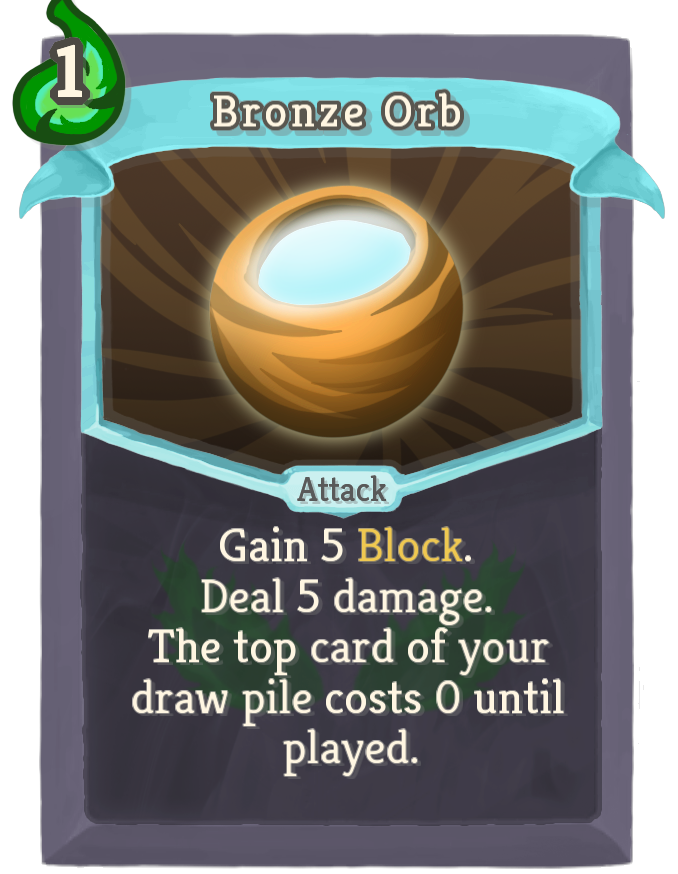 1
Bronze Orb
Attack
Gain 5 Block.
Deal 5 damage.
The top card of your
draw pile costs 0 until
played.